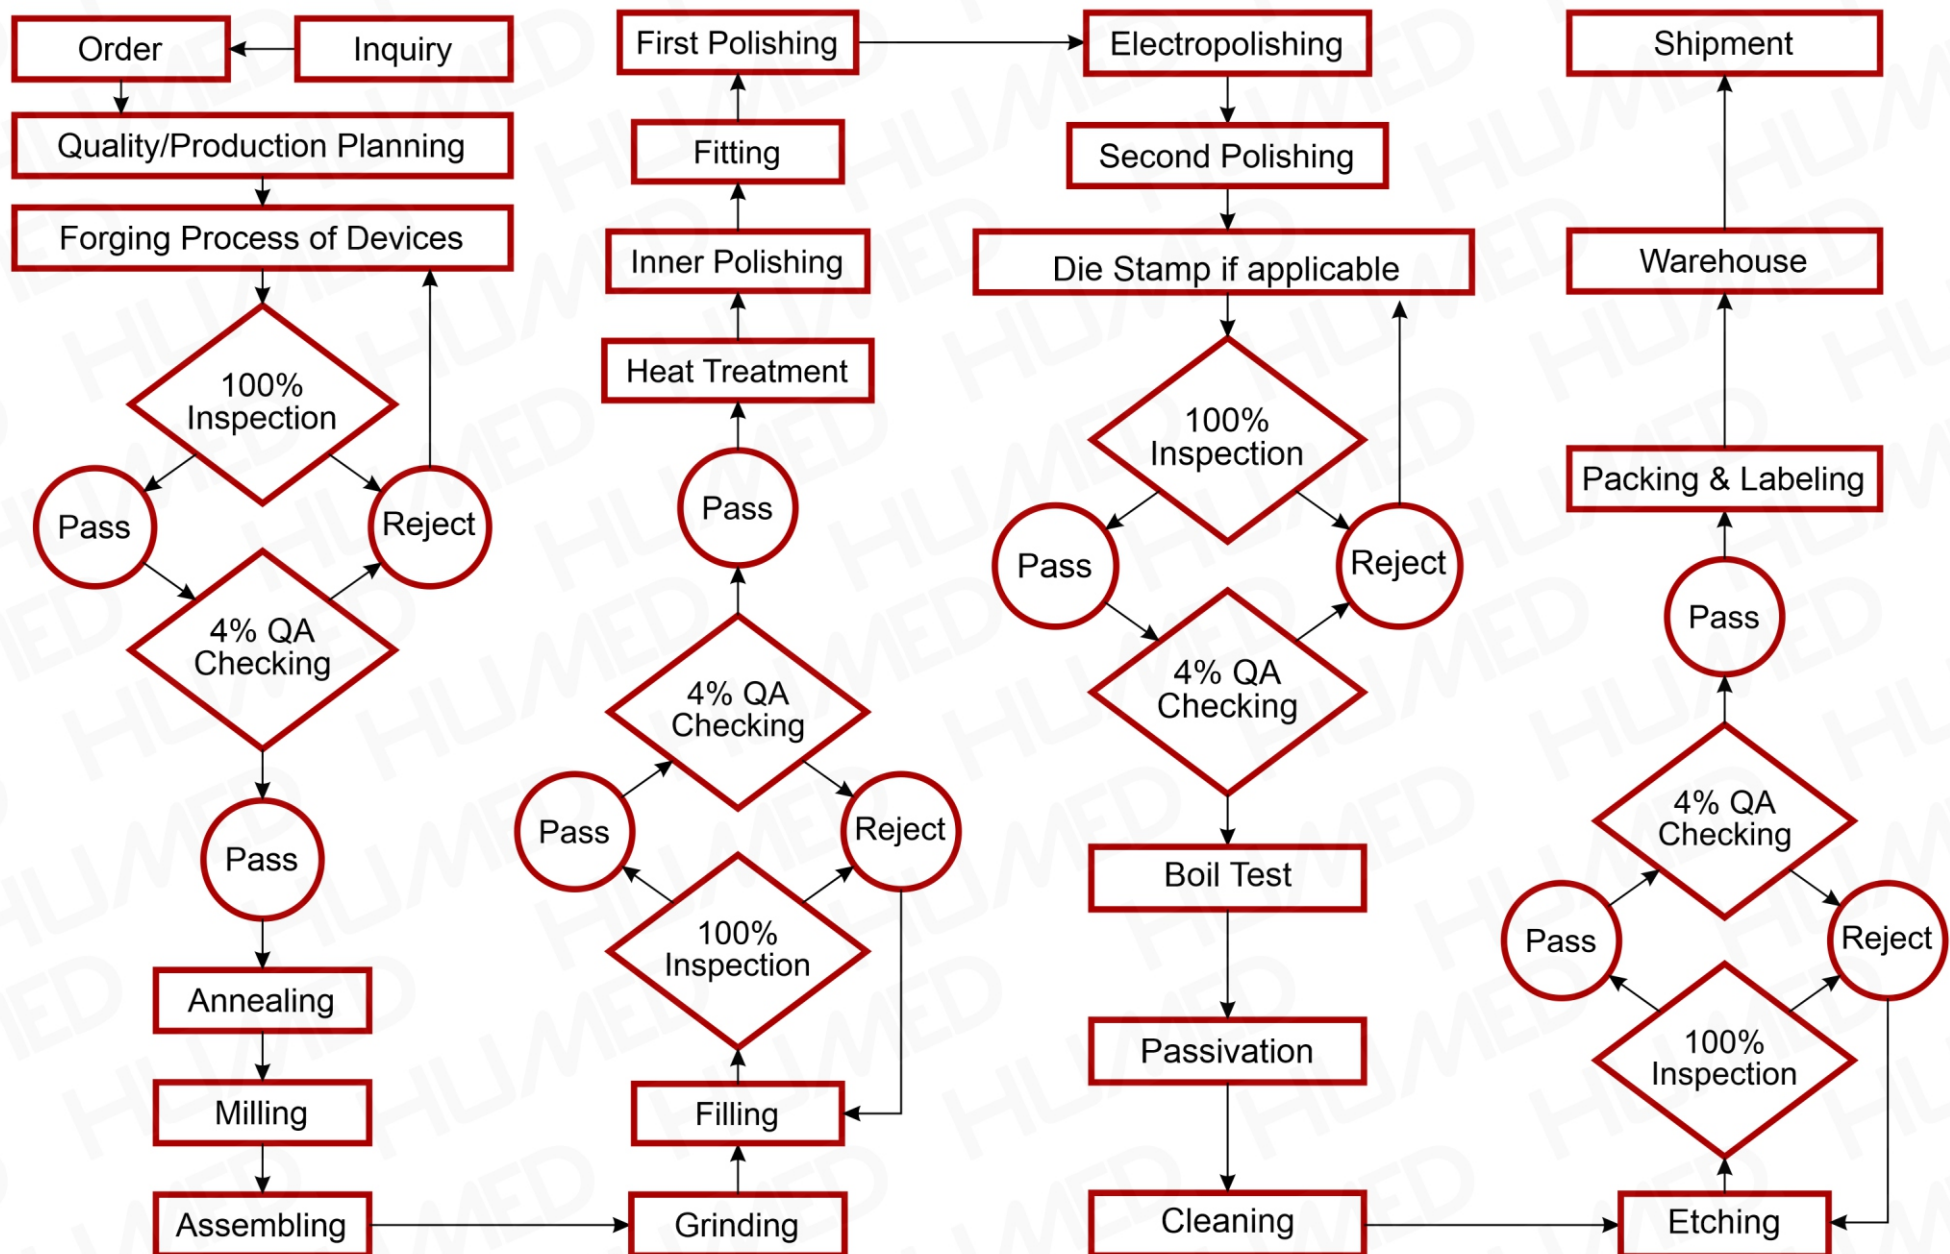 Order
Inquiry
Quality/Production Planning
Forging Process of Devices
100%
Inspection
Pass
Reject
4% QA
Checking
Pass
Annealing
Milling
Assembling
First Polishing
Fitting
Inner Polishing
Heat Treatment
Pass
4% QA
Checking
Pass
Reject
100%
Inspection
Filling
Grinding
Electropolishing
Second Polishing
Die Stamp if applicable
100%
Inspection
Pass
Reject
4% QA
Checking
Boil Test
Passivation
Cleaning
Shipment
Warehouse
Packing & Labeling
Pass
4% QA
Checking
Pass
Reject
100%
Inspection
Etching
HUMED